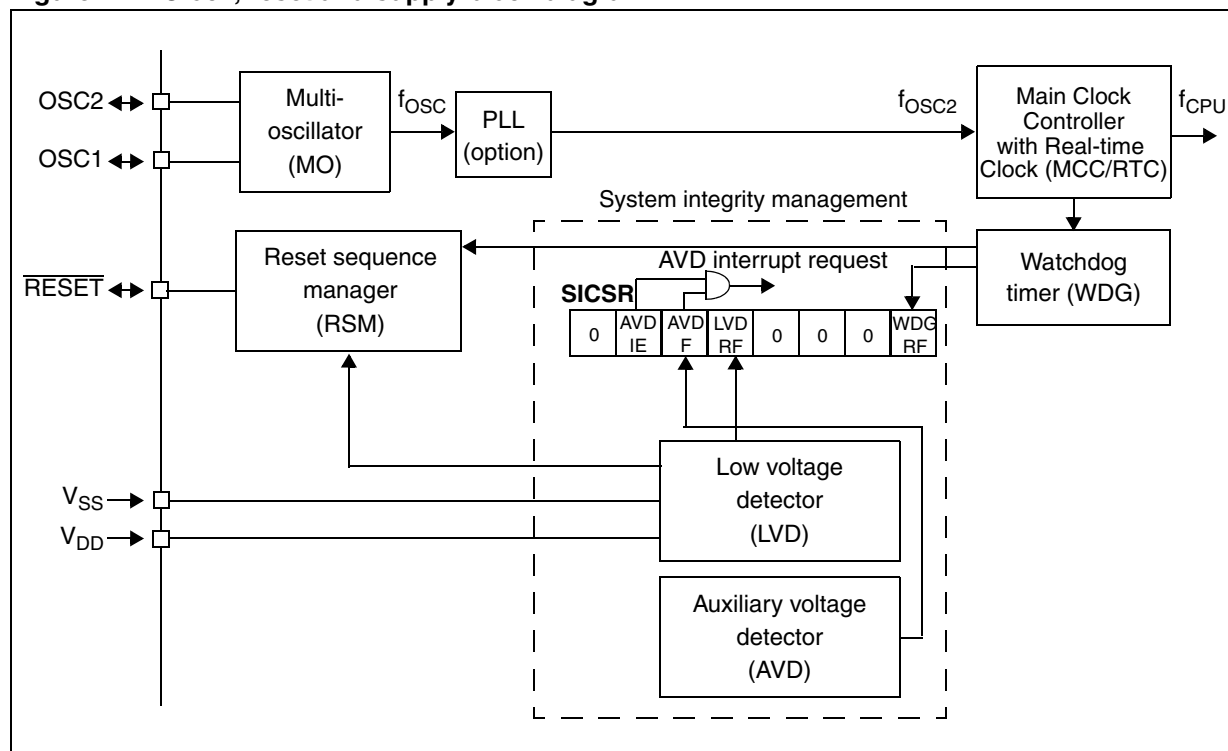 OSC2
OSC1
Multi-
oscillator
(MO)
fOSC
PLL
(option)
fOSC2
Main Clock
Controller
with Real-time
Clock (MCC/RTC)
fCPU
System integrity management
RESET
Reset sequence
manager
(RSM)
AVD interrupt request
Watchdog
timer (WDG)
SICSR
0
AVD
IE
AVD
F
LVD
RF
0
0
0
WDG
RF
VSS
VDD
Low voltage
detector
(LVD)
Auxiliary voltage
detector
(AVD)